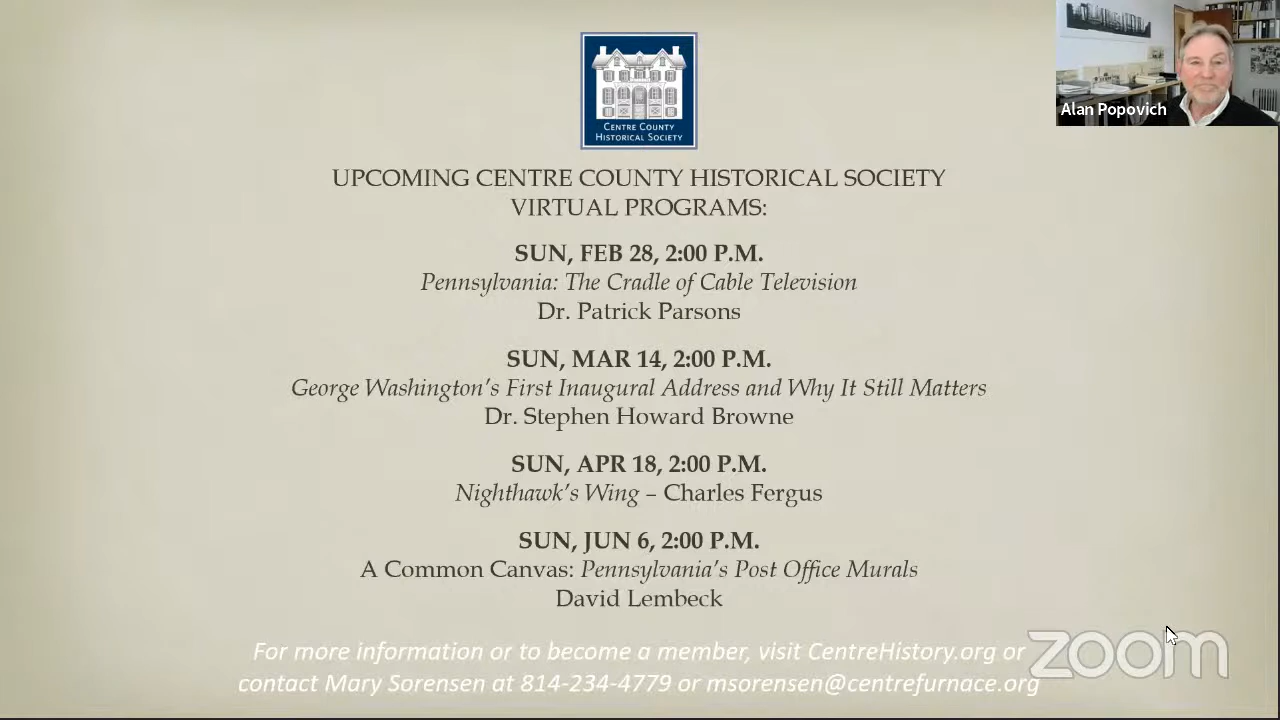 Alan Popovich
CENTRE COUNTY
HISTORICAL SOCIETY
UPCOMING CENTRE COUNTY HISTORICAL SOCIETY
VIRTUAL PROGRAMS:
SUN, FEB 28, 2:00 P.M.
Pennsylvania: The Cradle of Cable Television
Dr. Patrick Parsons
SUN, MAR 14, 2:00 P.M.
George Washington's First Inaugural Address and Why It Still Matters
Dr. Stephen Howard Browne
SUN, APR 18, 2:00 P.M.
Nighthawk's Wing – Charles Fergus
SUN, JUN 6, 2:00 P.M.
A Common Canvas: Pennsylvania's Post Office Murals
David Lembeck
For more information or to become a member, visit CentreHistory.org or
contact Mary Sorensen at 814-234-4779 or msorensen@centrefurnace.org
zoom